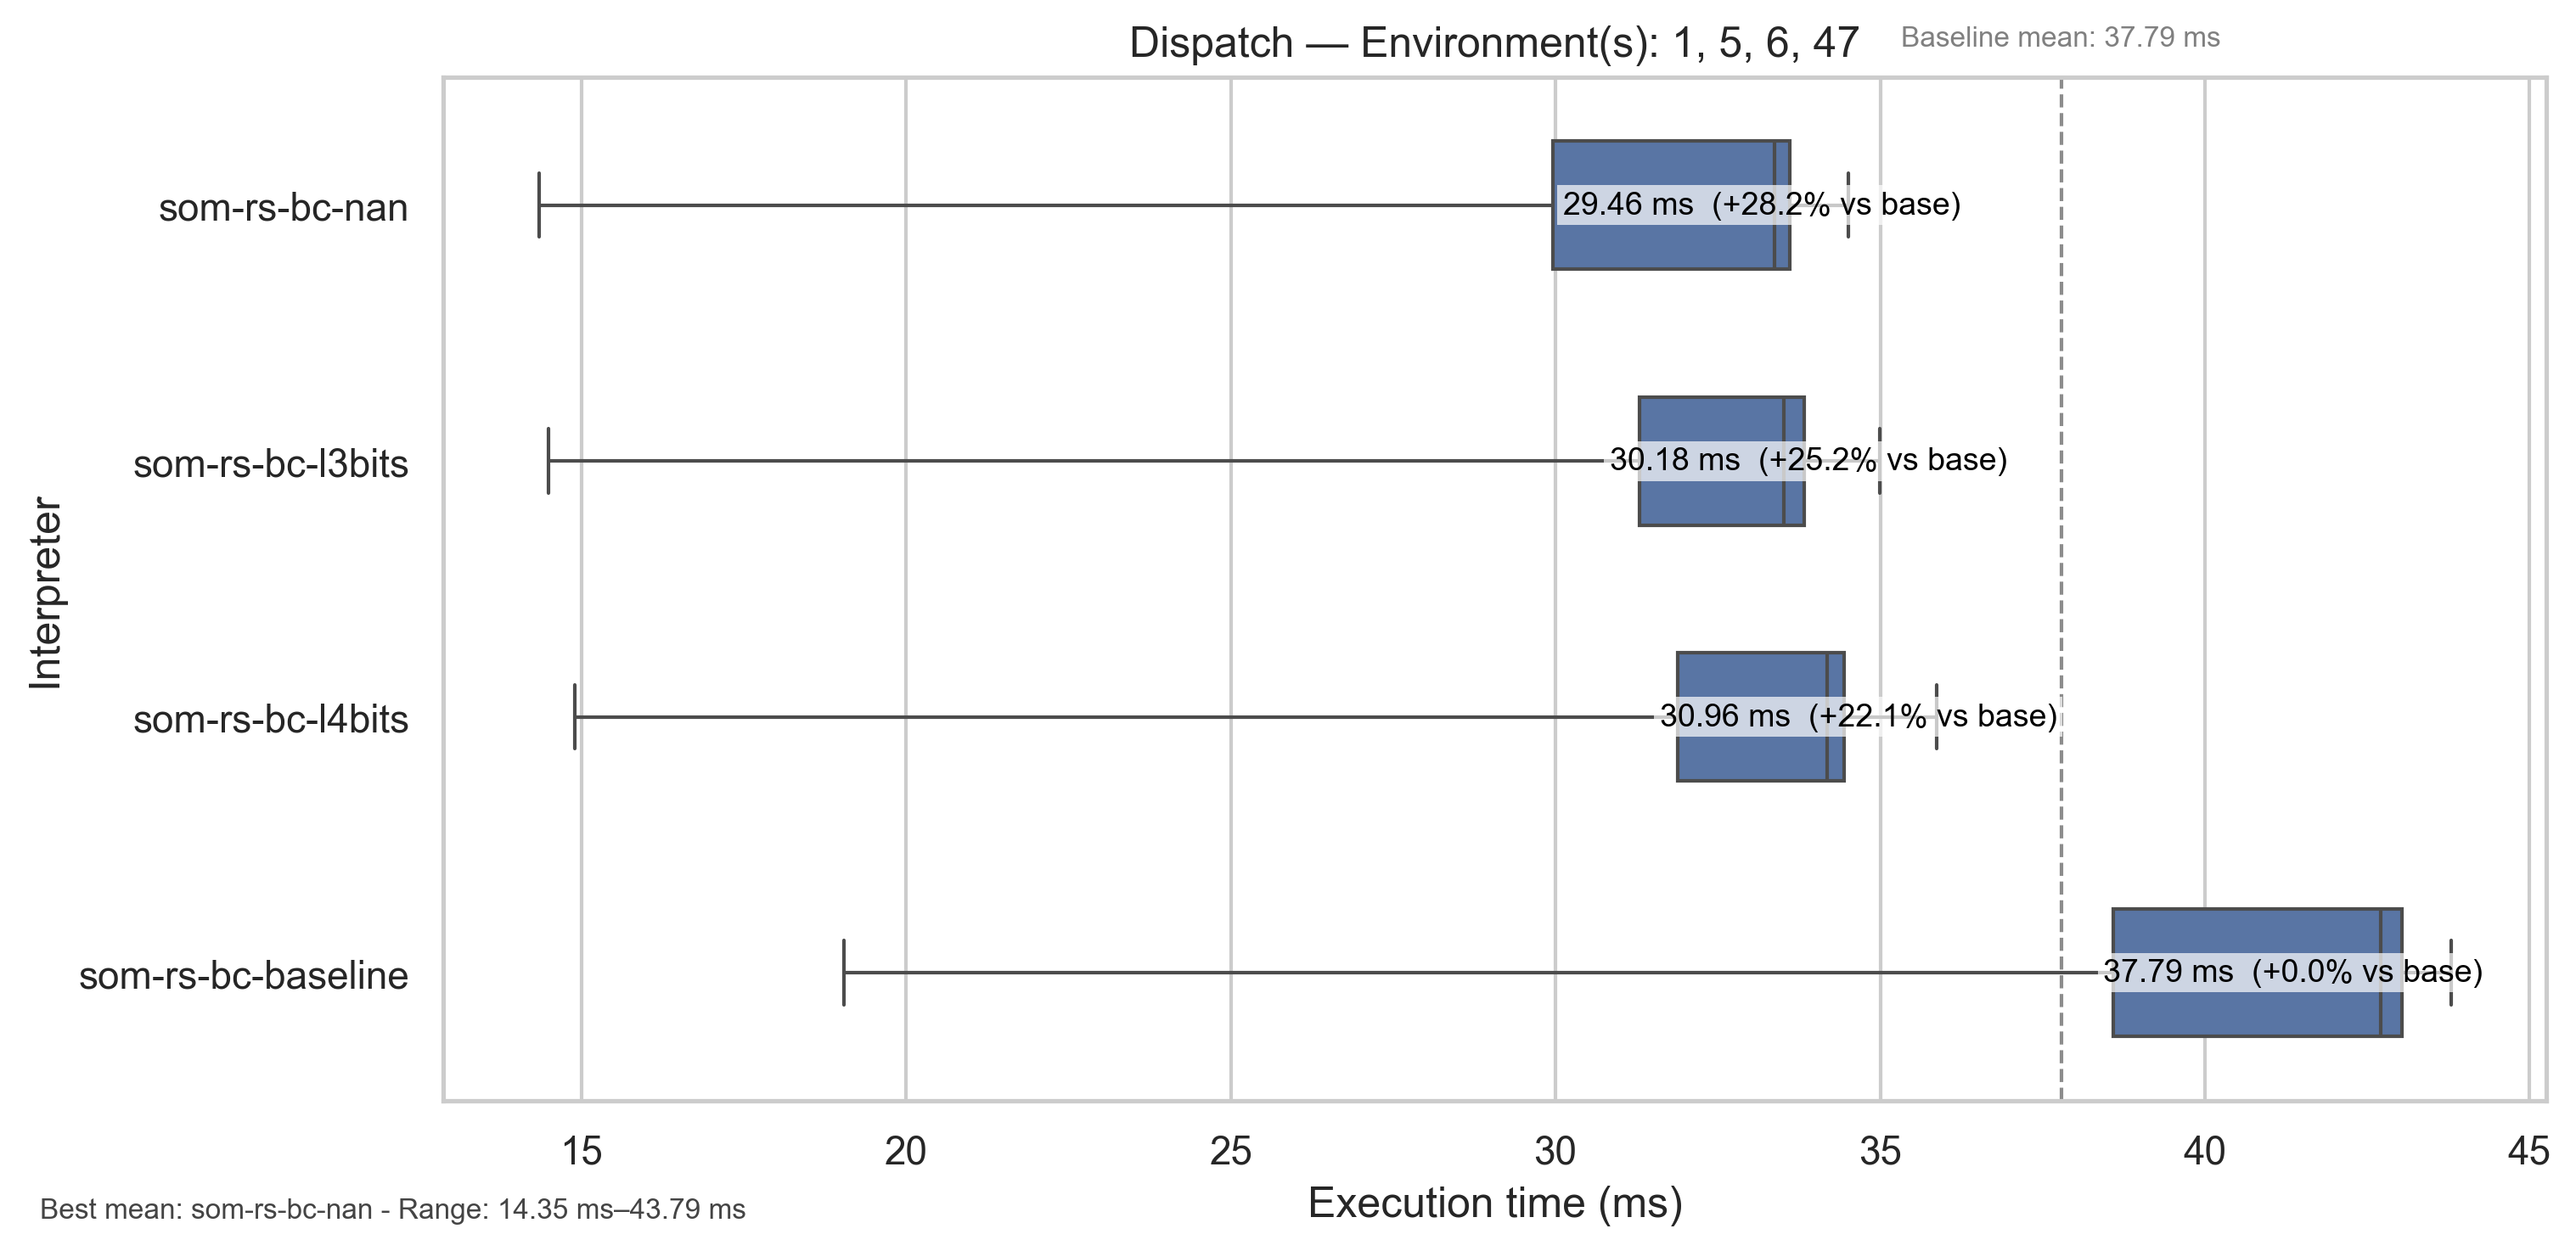 Dispatch — Environment(s): 1, 5, 6, 47
Baseline mean: 37.79 ms
Interpreter
som-rs-bc-nan
29.46 ms (+28.2% vs base)
som-rs-bc-l3bits
30.18 ms (+25.2% vs base)
som-rs-bc-l4bits
30.96 ms (+22.1% vs base)
som-rs-bc-baseline
37.79 ms (+0.0% vs base)
15 20 25 30 35 40 45
Execution time (ms)
Best mean: som-rs-bc-nan - Range: 14.35 ms–43.79 ms